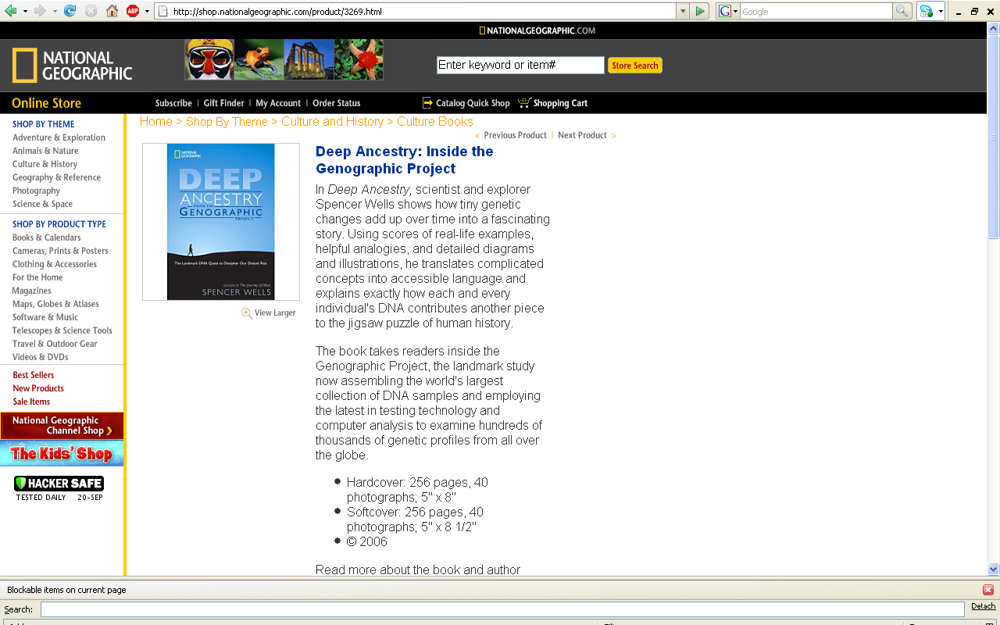 ABP
http://shop.nationalgeographic.com/product/3269.html
G
Google
NATIONALGEOGRAPHIC.COM
NATIONAL
GEOGRAPHIC
Enter keyword or item#
Store Search
Online Store
Subscribe | Gift Finder | My Account | Order Status
Catalog Quick Shop
Shopping Cart
SHOP BY THEME
Adventure & Exploration
Animals & Nature
Culture & History
Geography & Reference
Photography
Science & Space
SHOP BY PRODUCT TYPE
Books & Calendars
Cameras, Prints & Posters
Clothing & Accessories
For the Home
Magazines
Maps, Globes & Atlases
Software & Music
Telescopes & Science Tools
Travel & Outdoor Gear
Videos & DVDs
Best Sellers
New Products
Sale Items
National Geographic
Channel Shop
The Kids' Shop
HACKER SAFE
TESTED DAILY 20-SEP
Home > Shop By Theme > Culture and History > Culture Books
< Previous Product | Next Product >
NATIONAL
GEOGRAPHIC
DEEP
ANCESTRY
INSIDE THE
GENOGRAPHIC
PROJECT
The Landmark DNA Quest to Decipher Our Distant Past
author of The Journey of Man
SPENCER WELLS
View Larger
Deep Ancestry: Inside the
Genographic Project
In Deep Ancestry, scientist and explorer
Spencer Wells shows how tiny genetic
changes add up over time into a fascinating
story. Using scores of real-life examples,
helpful analogies, and detailed diagrams
and illustrations, he translates complicated
concepts into accessible language and
explains exactly how each and every
individual's DNA contributes another piece
to the jigsaw puzzle of human history.
The book takes readers inside the
Genographic Project, the landmark study
now assembling the world's largest
collection of DNA samples and employing
the latest in testing technology and
computer analysis to examine hundreds of
thousands of genetic profiles from all over
the globe.
• Hardcover: 256 pages, 40
photographs; 5" x 8"
• Softcover: 256 pages, 40
photographs; 5" x 8 1/2"
• © 2006
Read more about the book and author
Blockable items on current page
Search:
Detach